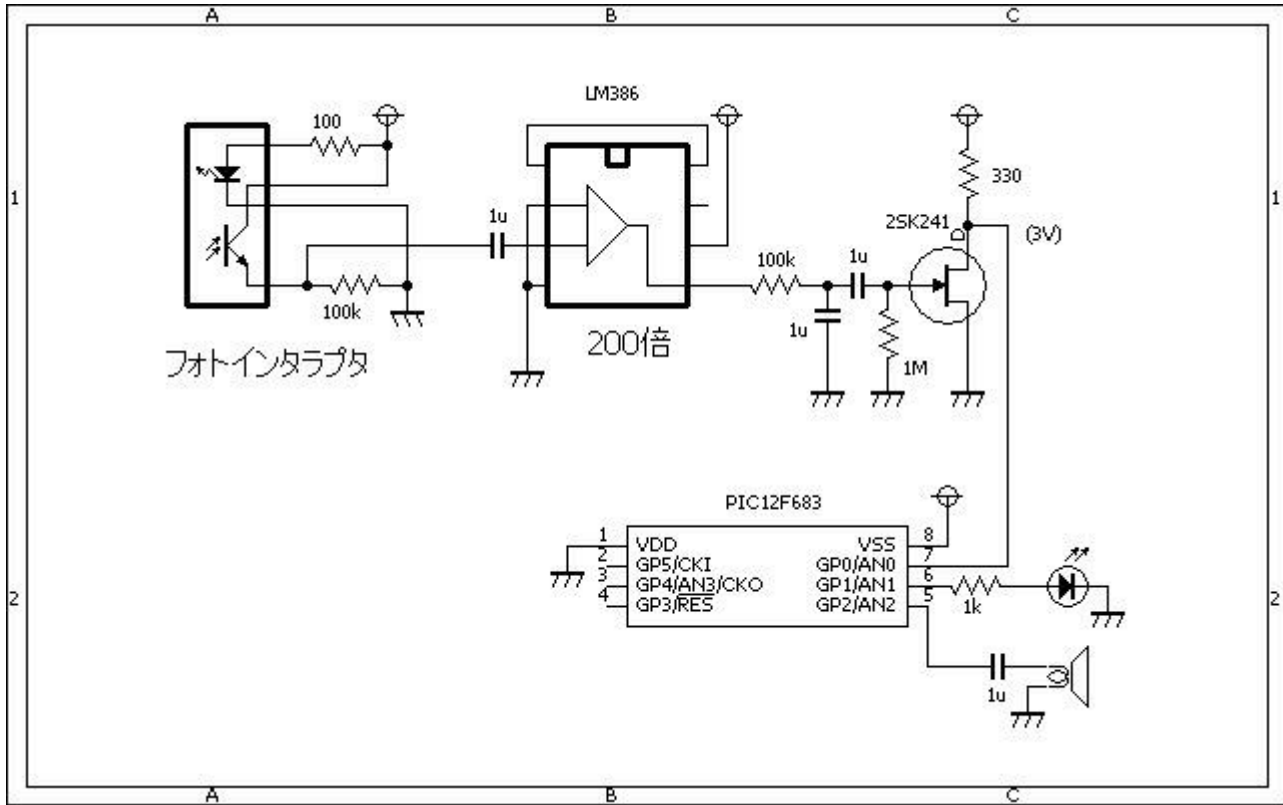 A
B
C
1
1
2
2
LM386
100
100k
フォトインタラプタ
1u
200倍
100k
1u
1u
1M
2SK241
D
330
(3V)
PIC12F683
1 VDD
2 GP5/CKI
3 GP4/AN3/CKO
4 GP3/RES
VSS 8
GP0/AN0 7
GP1/AN1 6
GP2/AN2 5
1k
1u
A
B
C